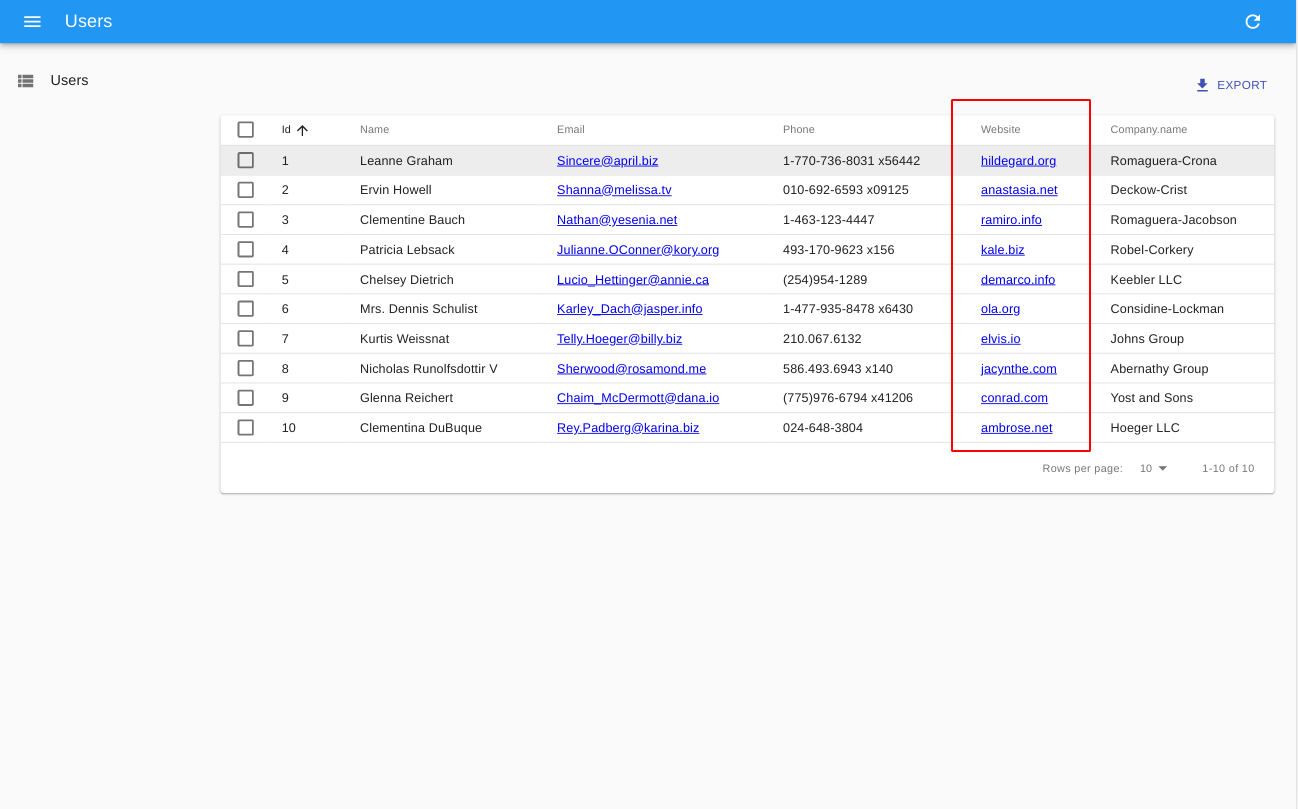 Users
Users
EXPORT
Id Name Email Phone Website Company.name
1 Leanne Graham Sincere@april.biz 1-770-736-8031 x56442 hildegard.org Romaguera-Crona
2 Ervin Howell Shanna@melissa.tv 010-692-6593 x09125 anastasia.net Deckow-Crist
3 Clementine Bauch Nathan@yesenia.net 1-463-123-4447 ramiro.info Romaguera-Jacobson
4 Patricia Lebsack Julianne.OConner@kory.org 493-170-9623 x156 kale.biz Robel-Corkery
5 Chelsey Dietrich Lucio_Hettinger@annie.ca (254)954-1289 demarco.info Keebler LLC
6 Mrs. Dennis Schulist Karley_Dach@jasper.info 1-477-935-8478 x6430 ola.org Considine-Lockman
7 Kurtis Weissnat Telly.Hoeger@billy.biz 210.067.6132 elvis.io Johns Group
8 Nicholas Runolfsdottir V Sherwood@rosamond.me 586.493.6943 x140 jacynthe.com Abernathy Group
9 Glenna Reichert Chaim_McDermott@dana.io (775)976-6794 x41206 conrad.com Yost and Sons
10 Clementina DuBuque Rey.Padberg@karina.biz 024-648-3804 ambrose.net Hoeger LLC
Rows per page: 10 1-10 of 10